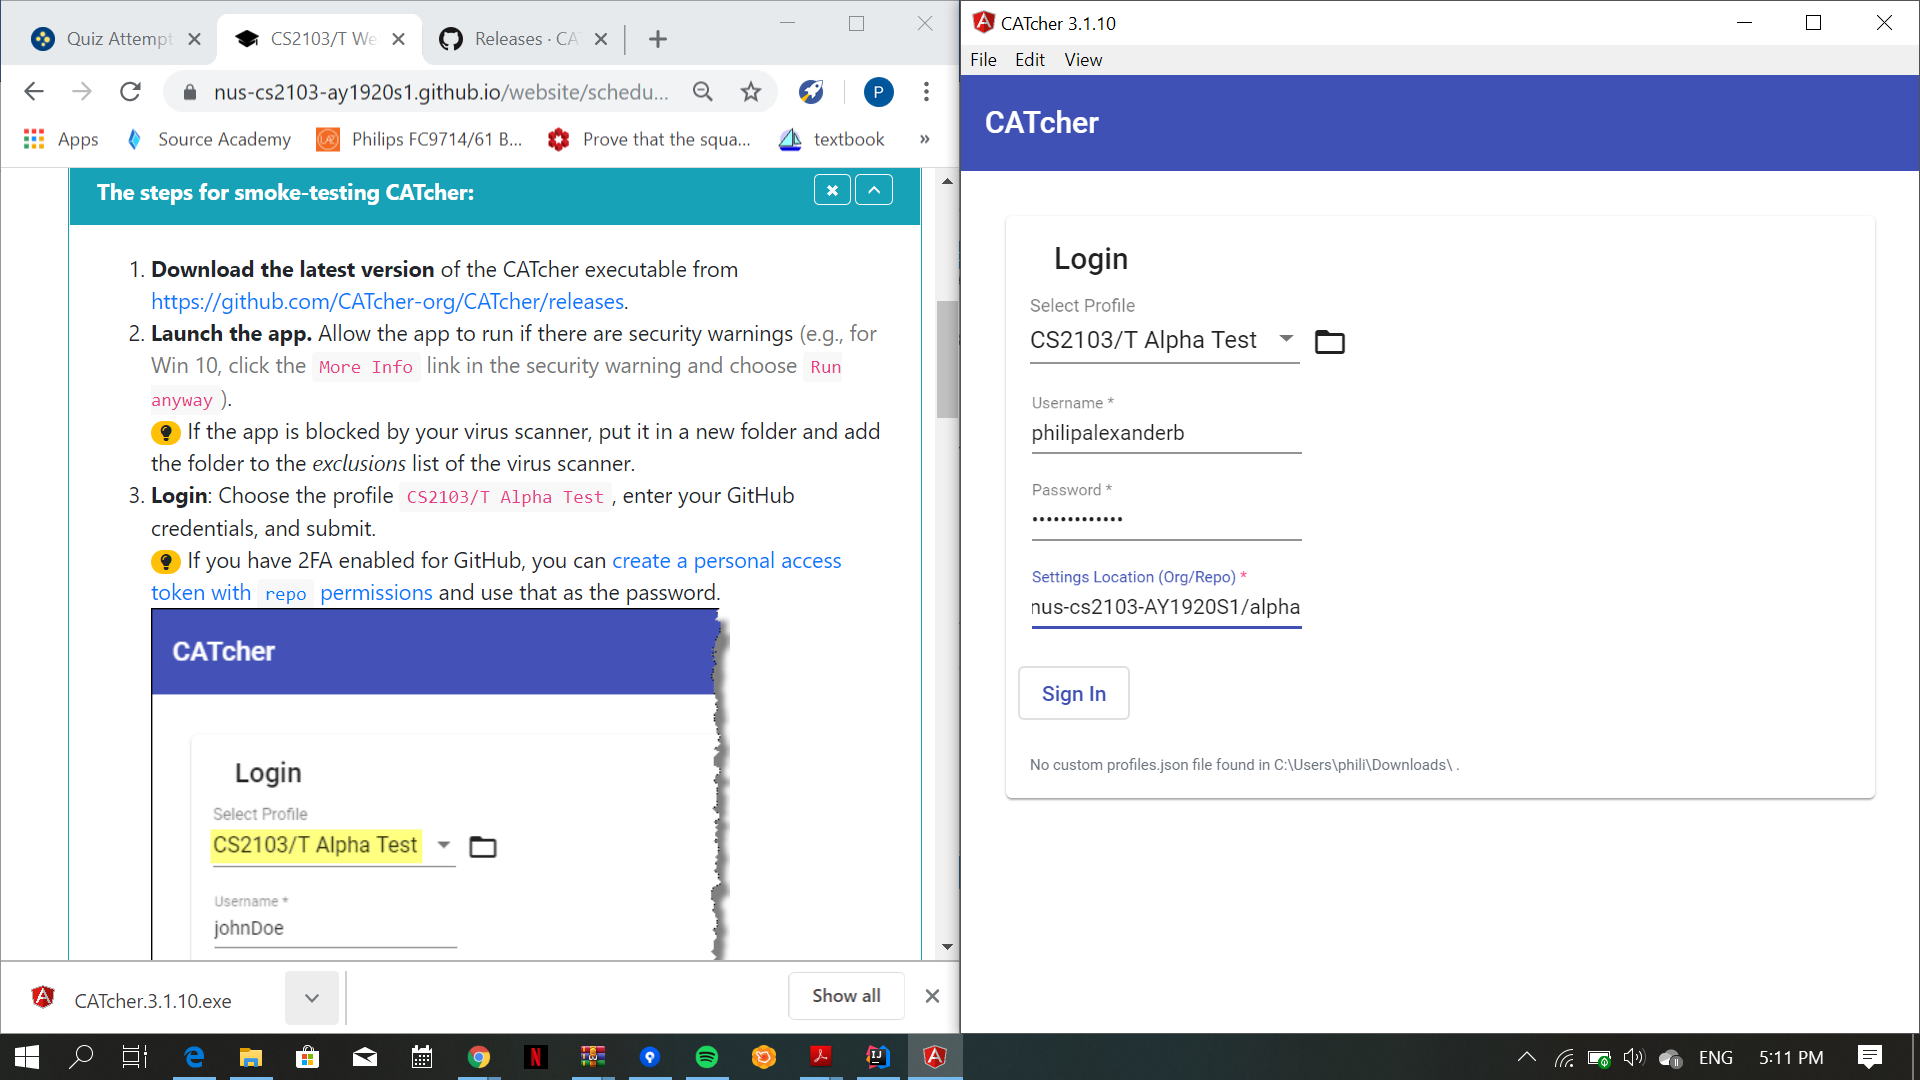 Quiz Attempt
CS2103/T We
Releases · CA
nus-cs2103-ay1920s1.github.io/website/schedu...
P
Apps
Source Academy
Philips FC9714/61 B...
Prove that the squa...
textbook
»
The steps for smoke-testing CATcher:
1. Download the latest version of the CATcher executable from
https://github.com/CATcher-org/CATcher/releases.
2. Launch the app. Allow the app to run if there are security warnings (e.g., for
Win 10, click the More Info link in the security warning and choose Run
anyway ).
If the app is blocked by your virus scanner, put it in a new folder and add
the folder to the exclusions list of the virus scanner.
3. Login: Choose the profile CS2103/T Alpha Test , enter your GitHub
credentials, and submit.
If you have 2FA enabled for GitHub, you can create a personal access
token with repo permissions and use that as the password.
CATcher
Login
Select Profile
CS2103/T Alpha Test
Username *
johnDoe
CATcher.3.1.10.exe
Show all
CATcher 3.1.10
File Edit View
CATcher
Login
Select Profile
CS2103/T Alpha Test
Username *
philipalexanderb
Password *
•••••••••••••
Settings Location (Org/Repo) *
nus-cs2103-AY1920S1/alpha
Sign In
No custom profiles.json file found in C:\Users\phili\Downloads\ .
ENG
5:11 PM